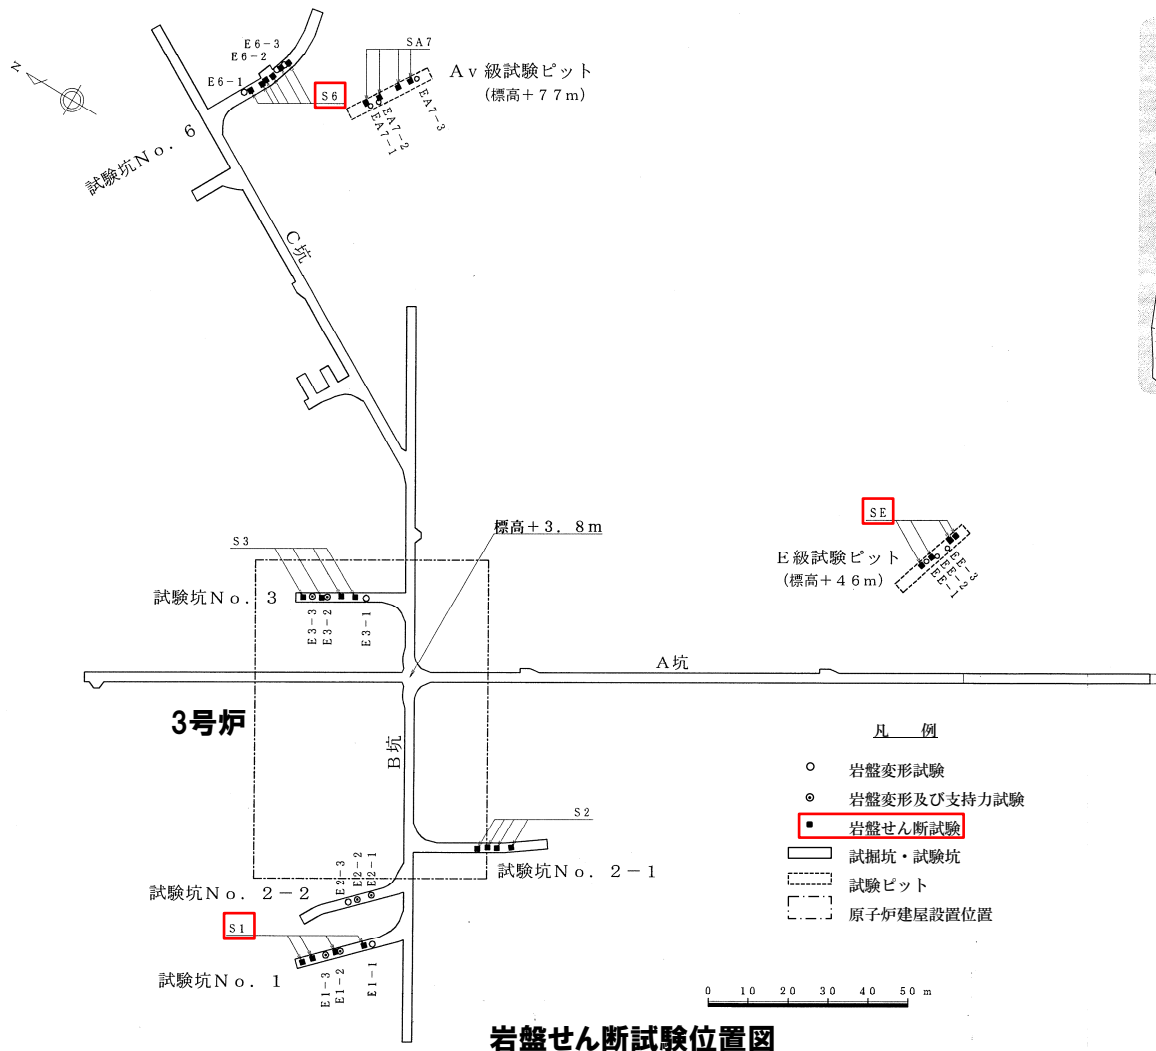 E6-3
E6-2
E6-1
S6
SA7
Av級試験ピット
(標高+77m)
EA7-3
EA7-2
EA7-1
N
試験坑No. 6
C坑
SE
標高+3. 8m
E級試験ピット
(標高+46m)
EE-3
EE-2
EE-1
S3
試験坑No. 3
E3-3
E3-2
E3-1
A坑
3号炉
B坑
凡 例
岩盤変形試験
岩盤変形及び支持力試験
岩盤せん断試験
試掘坑・試験坑
試験ピット
原子炉建屋設置位置
S2
試験坑No. 2-1
試験坑No. 2-2
E2-3
E2-2
E2-1
S1
試験坑No. 1
E1-3
E1-2
E1-1
0 10 20 30 40 50 m
岩盤せん断試験位置図